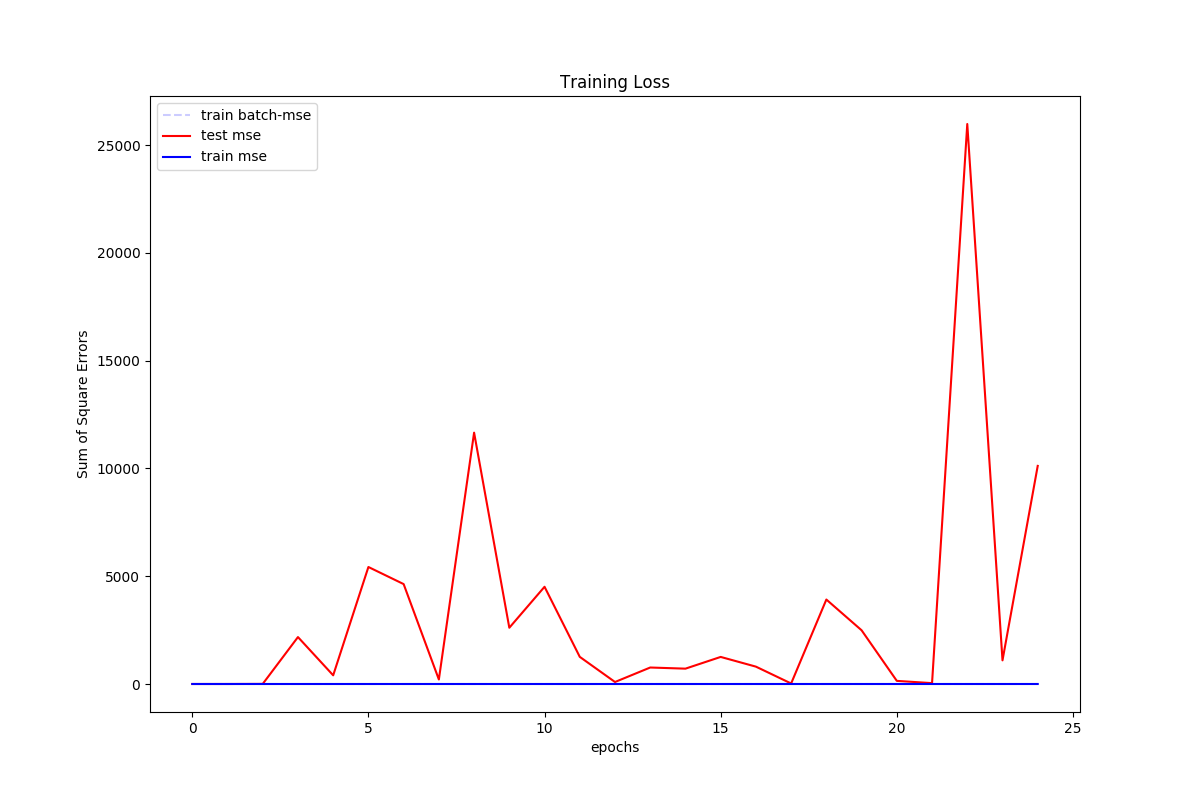 Training Loss
train batch-mse
test mse
train mse
Sum of Square Errors
25000
20000
15000
10000
5000
0
0 5 10 15 20 25
epochs